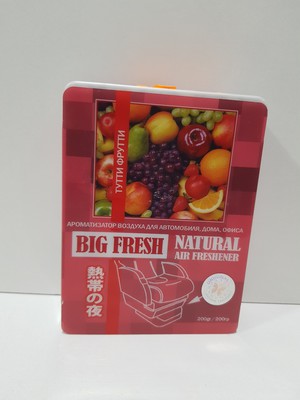 ТУТТИ ФРУТТИ
АРОМАТИЗАТОР ВОЗДУХА ДЛЯ АВТОМОБИЛЯ, ДОМА, ОФИСА
BIG FRESH
NATURAL
AIR FRESHENER
熱帯の夜